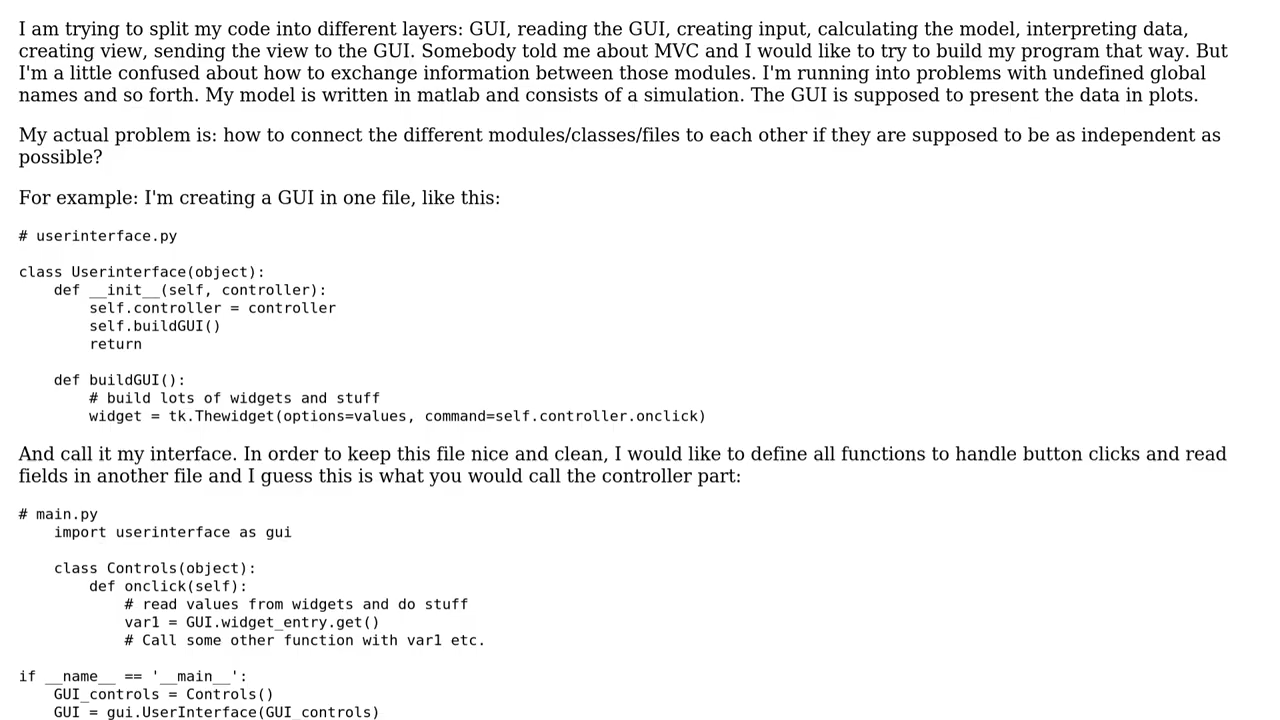 I am trying to split my code into different layers: GUI, reading the GUI, creating input, calculating the model, interpreting data,
creating view, sending the view to the GUI. Somebody told me about MVC and I would like to try to build my program that way. But
I'm a little confused about how to exchange information between those modules. I'm running into problems with undefined global
names and so forth. My model is written in matlab and consists of a simulation. The GUI is supposed to present the data in plots.
My actual problem is: how to connect the different modules/classes/files to each other if they are supposed to be as independent as
possible?
For example: I'm creating a GUI in one file, like this:
# userinterface.py
class Userinterface(object):
    def __init__(self, controller):
        self.controller = controller
        self.buildGUI()
        return
    def buildGUI():
        # build lots of widgets and stuff
        widget = tk.Thewidget(options=values, command=self.controller.onclick)
And call it my interface. In order to keep this file nice and clean, I would like to define all functions to handle button clicks and read
fields in another file and I guess this is what you would call the controller part:
# main.py
    import userinterface as gui
    class Controls(object):
        def onclick(self):
            # read values from widgets and do stuff
            var1 = GUI.widget_entry.get()
            # Call some other function with var1 etc.
if __name__ == '__main__':
    GUI_controls = Controls()
    GUI = gui.UserInterface(GUI_controls)